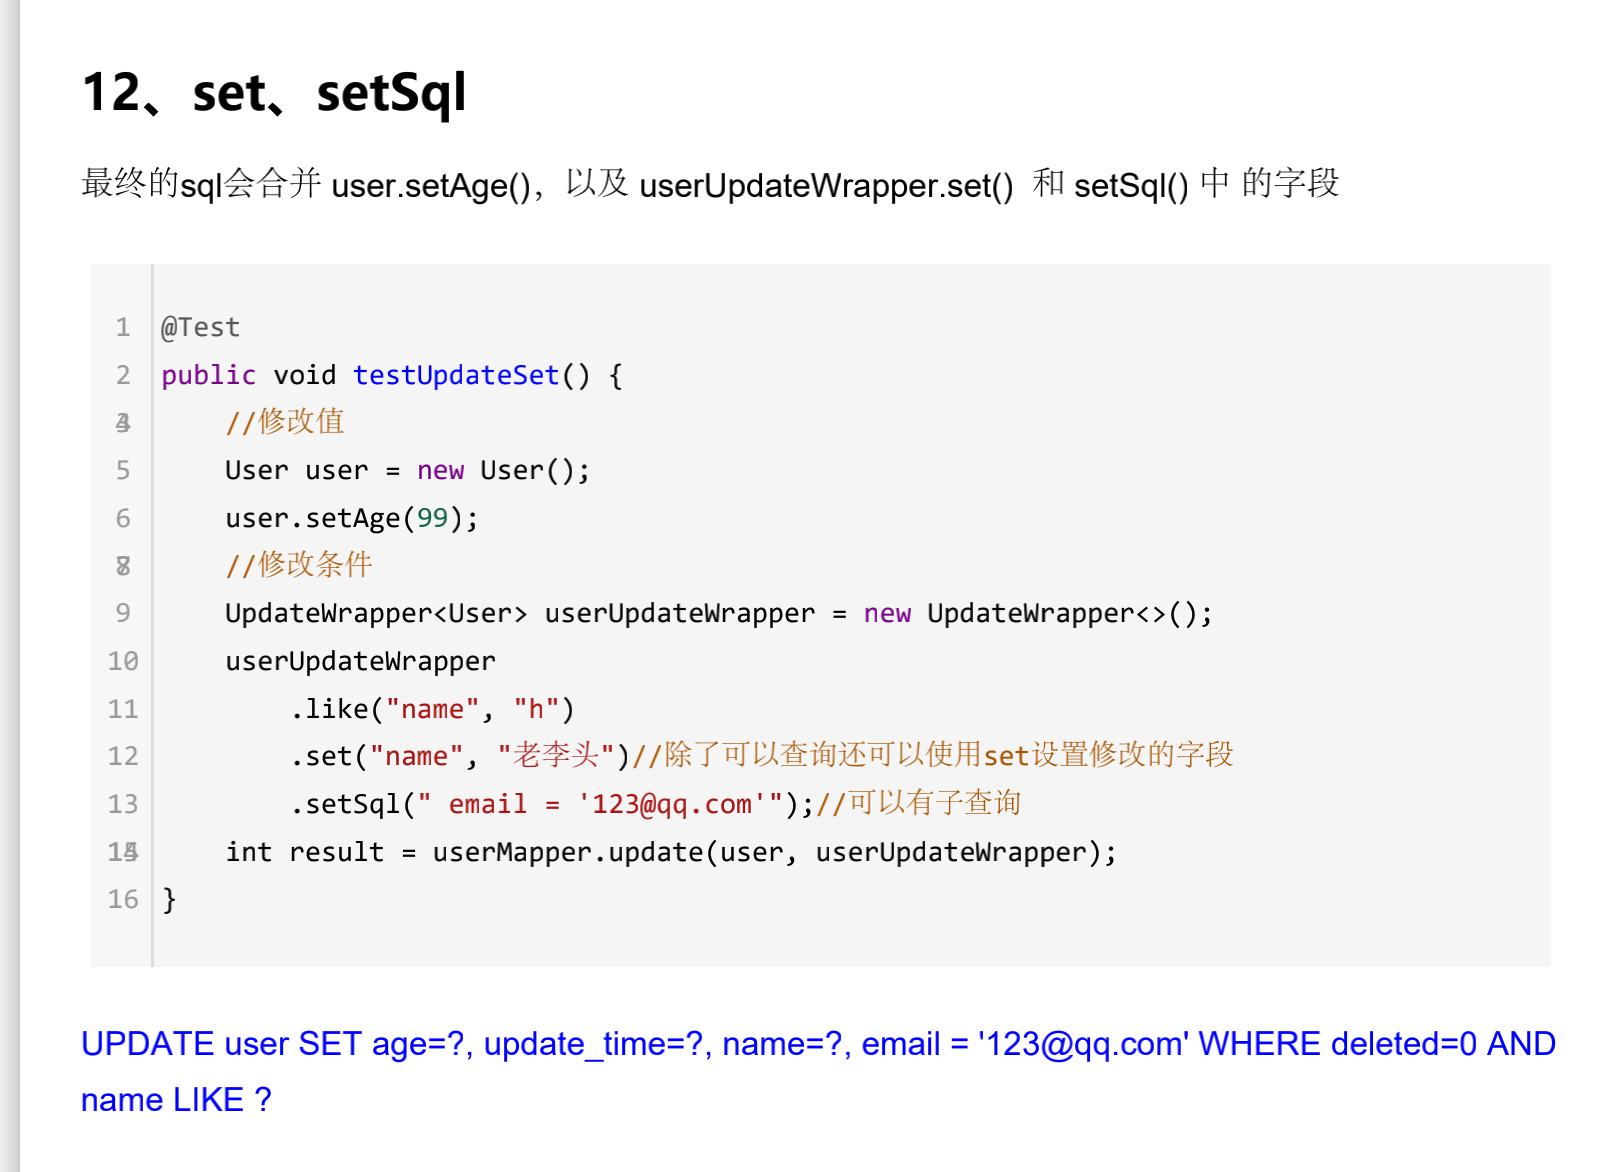 12、set、setSql
最终的sql会合并 user.setAge()，以及 userUpdateWrapper.set() 和 setSql() 中 的字段
1 @Test
2 public void testUpdateSet() {
3 4 //修改值
5 User user = new User();
6 user.setAge(99);
7 8 //修改条件
9 UpdateWrapper<User> userUpdateWrapper = new UpdateWrapper<>();
10 userUpdateWrapper
11 .like("name", "h")
12 .set("name", "老李头")//除了可以查询还可以使用set设置修改的字段
13 .setSql(" email = '123@qq.com'");//可以有子查询
14 15 int result = userMapper.update(user, userUpdateWrapper);
16 }
UPDATE user SET age=?, update_time=?, name=?, email = '123@qq.com' WHERE deleted=0 AND
name LIKE ?